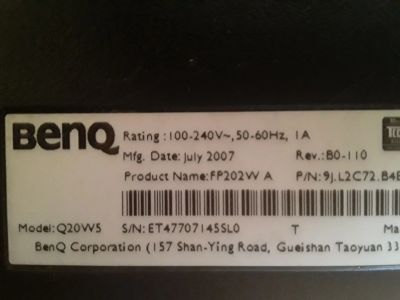 BenQ
Rating :100-240V~,50-60Hz, 1A
Mfg. Date: July 2007 Rev.: B0-110
Product Name: FP202W A P/N: 9J.L2C72.B4
Model: Q20W5 S/N: ET47707145SL0 T
BenQ Corporation (157 Shan-Ying Road, Gueishan Taoyuan 33